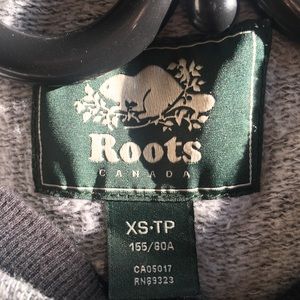 Roots
CANADA
XS·TP
155/80A
CA05017
RN69323